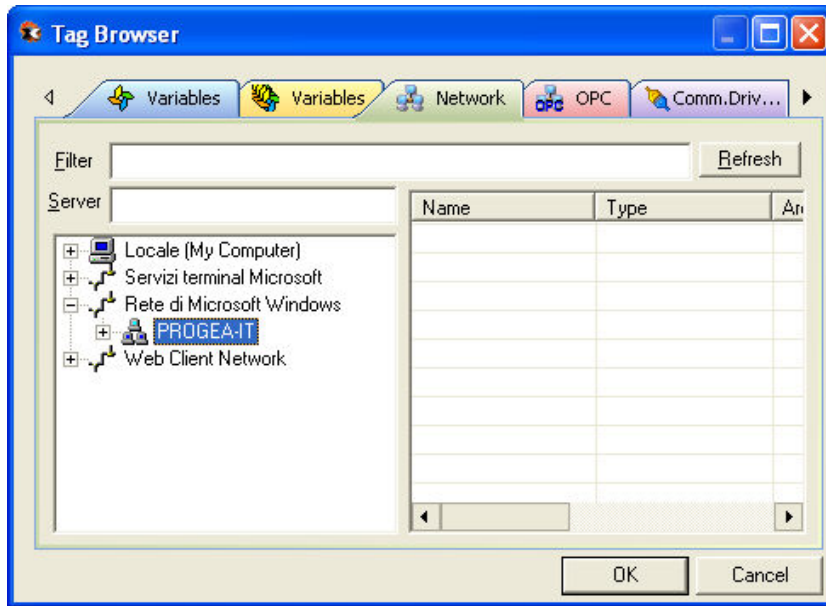 Tag Browser
Variables Variables Network OPC OPC Comm.Driv...
Filter Refresh
Server
Name Type
Locale (My Computer)
Servizi terminal Microsoft
Rete di Microsoft Windows
PROGEA-IT
Web Client Network
OK Cancel